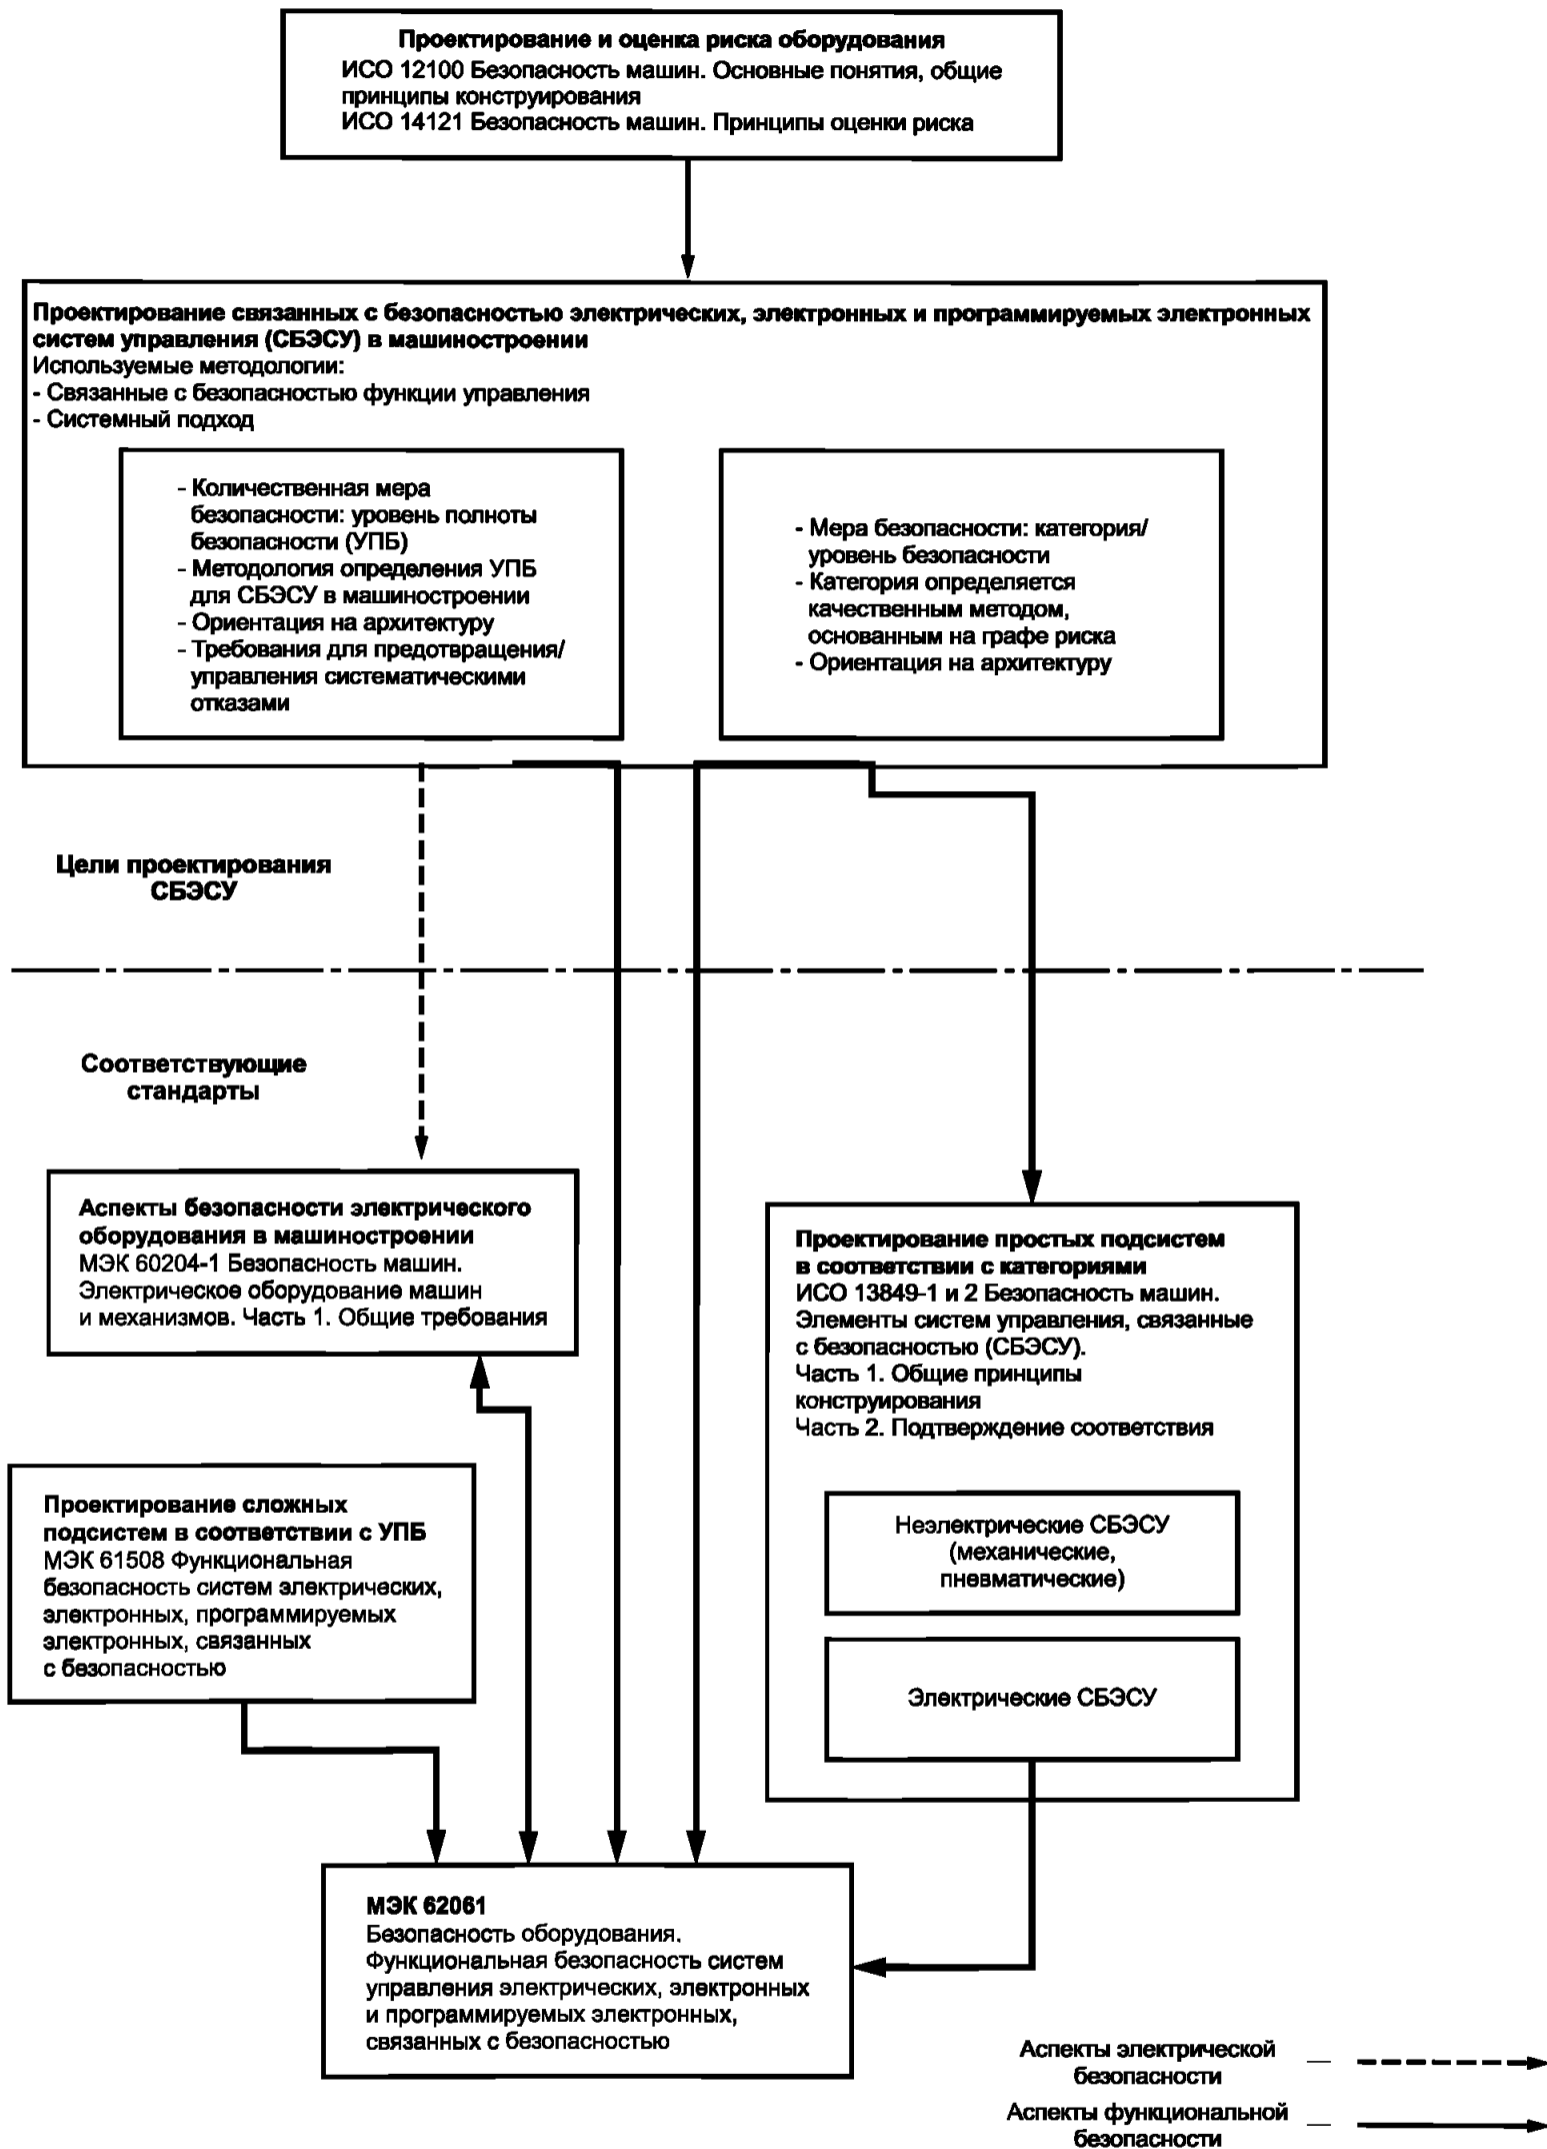 Проектирование и оценка риска оборудования
ИСО 12100 Безопасность машин. Основные понятия, общие
принципы конструирования
ИСО 14121 Безопасность машин. Принципы оценки риска
Проектирование связанных с безопасностью электрических, электронных и программируемых электронных
систем управления (СБЭСУ) в машиностроении
Используемые методологии:
- Связанные с безопасностью функции управления
- Системный подход
- Количественная мера
безопасности: уровень полноты
безопасности (УПБ)
- Методология определения УПБ
для СБЭСУ в машиностроении
- Ориентация на архитектуру
- Требования для предотвращения/
управления систематическими
отказами
- Мера безопасности: категория/
уровень безопасности
- Категория определяется
качественным методом,
основанным на графе риска
- Ориентация на архитектуру
Цели проектирования
СБЭСУ
Соответствующие
стандарты
Аспекты безопасности электрического
оборудования в машиностроении
МЭК 60204-1 Безопасность машин.
Электрическое оборудование машин
и механизмов. Часть 1. Общие требования
Проектирование простых подсистем
в соответствии с категориями
ИСО 13849-1 и 2 Безопасность машин.
Элементы систем управления, связанные
с безопасностью (СБЭСУ).
Часть 1. Общие принципы
конструирования
Часть 2. Подтверждение соответствия
Неэлектрические СБЭСУ
(механические,
пневматические)
Электрические СБЭСУ
Проектирование сложных
подсистем в соответствии с УПБ
МЭК 61508 Функциональная
безопасность систем электрических,
электронных, программируемых
электронных, связанных
с безопасностью
МЭК 62061
Безопасность оборудования.
Функциональная безопасность систем
управления электрических, электронных
и программируемых электронных,
связанных с безопасностью
Аспекты электрической —
безопасности
Аспекты функциональной —
безопасности